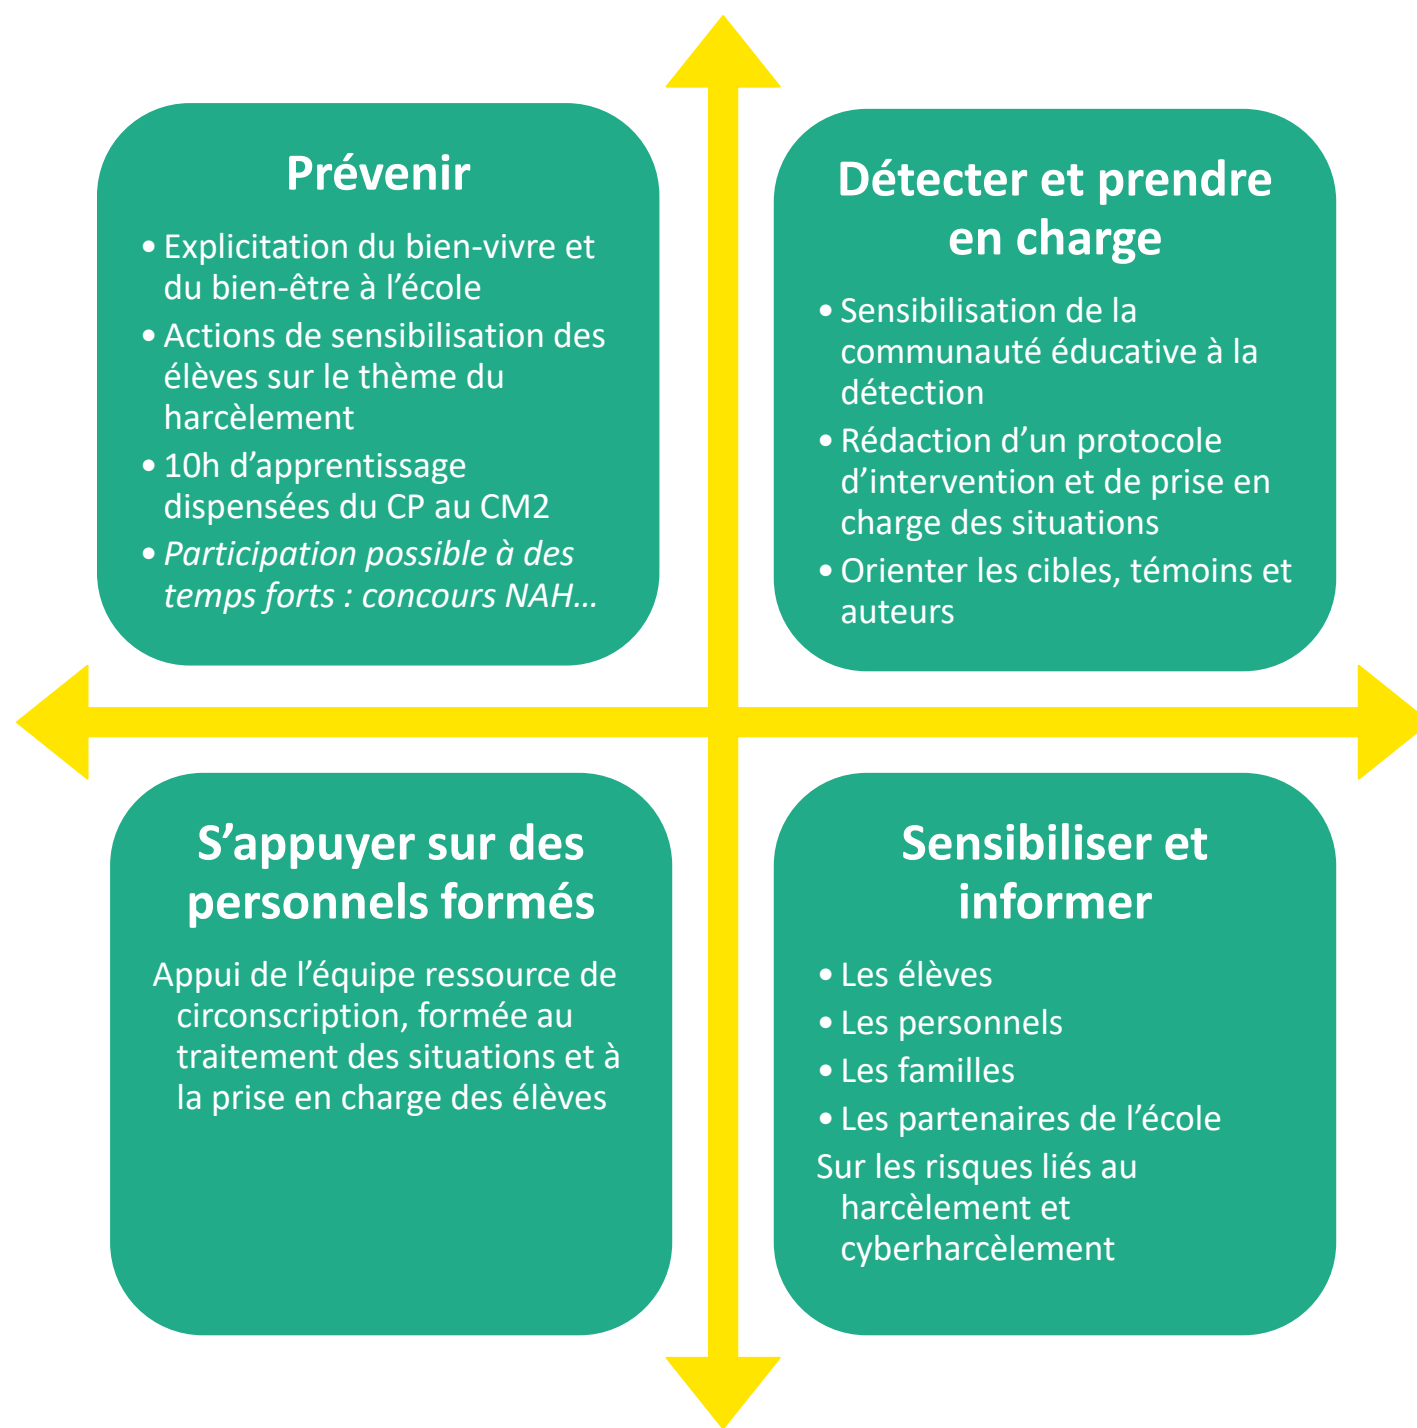 Prévenir
• Explicitation du bien-vivre et
du bien-être à l’école
• Actions de sensibilisation des
élèves sur le thème du
harcèlement
• 10h d’apprentissage
dispensées du CP au CM2
• Participation possible à des
temps forts : concours NAH…
Détecter et prendre
en charge
• Sensibilisation de la
communauté éducative à la
détection
• Rédaction d’un protocole
d’intervention et de prise en
charge des situations
• Orienter les cibles, témoins et
auteurs
S’appuyer sur des
personnels formés
Appui de l’équipe ressource de
circonscription, formée au
traitement des situations et à
la prise en charge des élèves
Sensibiliser et
informer
• Les élèves
• Les personnels
• Les familles
• Les partenaires de l’école
Sur les risques liés au
harcèlement et
cyberharcèlement